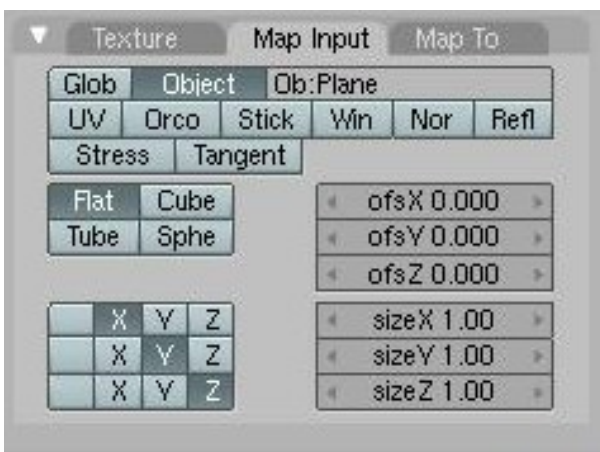 Texture Map Input Map To
Glob Object Ob:Plane
UV Orco Stick Win Nor Refl
Stress Tangent
Flat Cube ofsX 0.000
Tube Sphe ofsY 0.000
ofsZ 0.000
X Y Z sizeX 1.00
X Y Z sizeY 1.00
X Y Z sizeZ 1.00